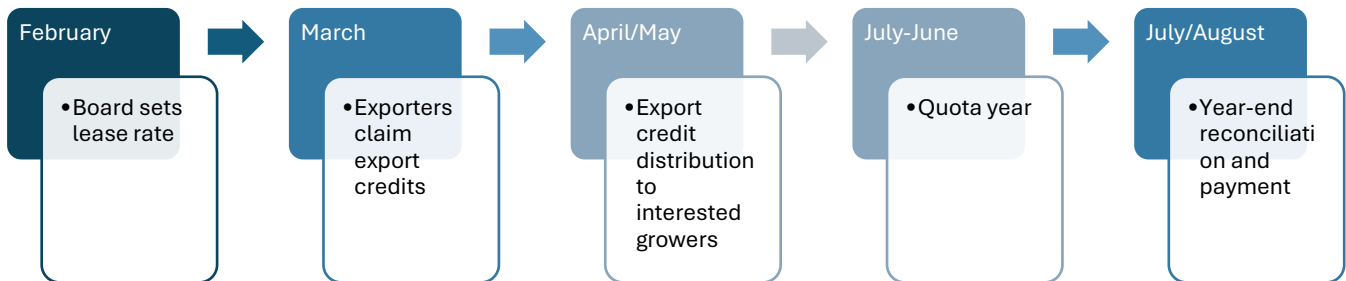 February
•Board sets
lease rate
March
•Exporters
claim
export
credits
April/May
•Export
credit
distribution
to
interested
growers
July-June
•Quota year
July/August
•Year-end
reconciliati
on and
payment